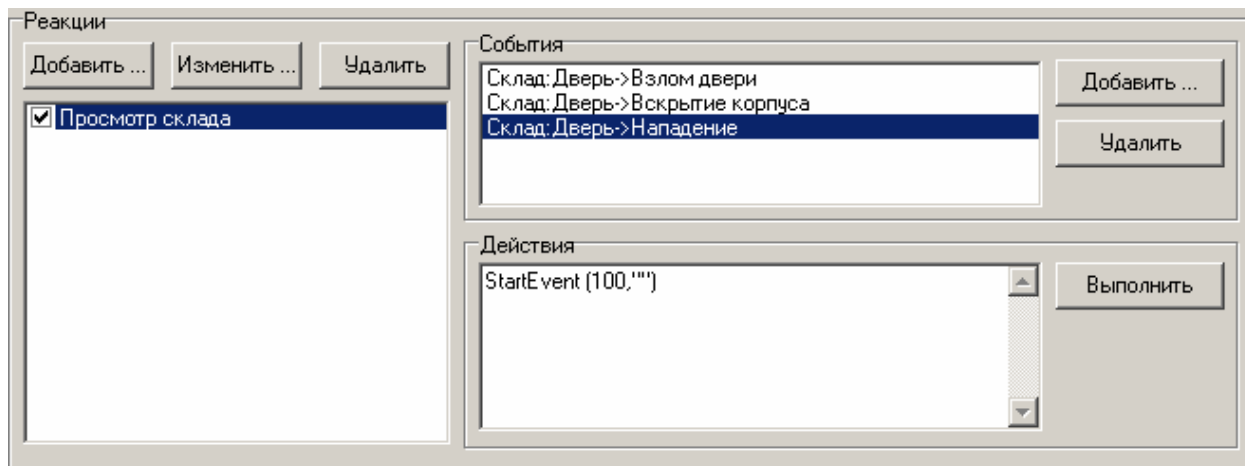 Реакции
Добавить ...
Изменить ...
Удалить
Просмотр склада
События
Склад:Дверь->Взлом двери
Склад:Дверь->Вскрытие корпуса
Склад:Дверь->Нападение
Добавить ...
Удалить
Действия
StartEvent (100,"")
Выполнить